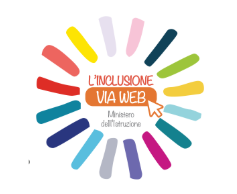 L'INCLUSIONE
VIA WEB
Ministero
dell'Istruzione